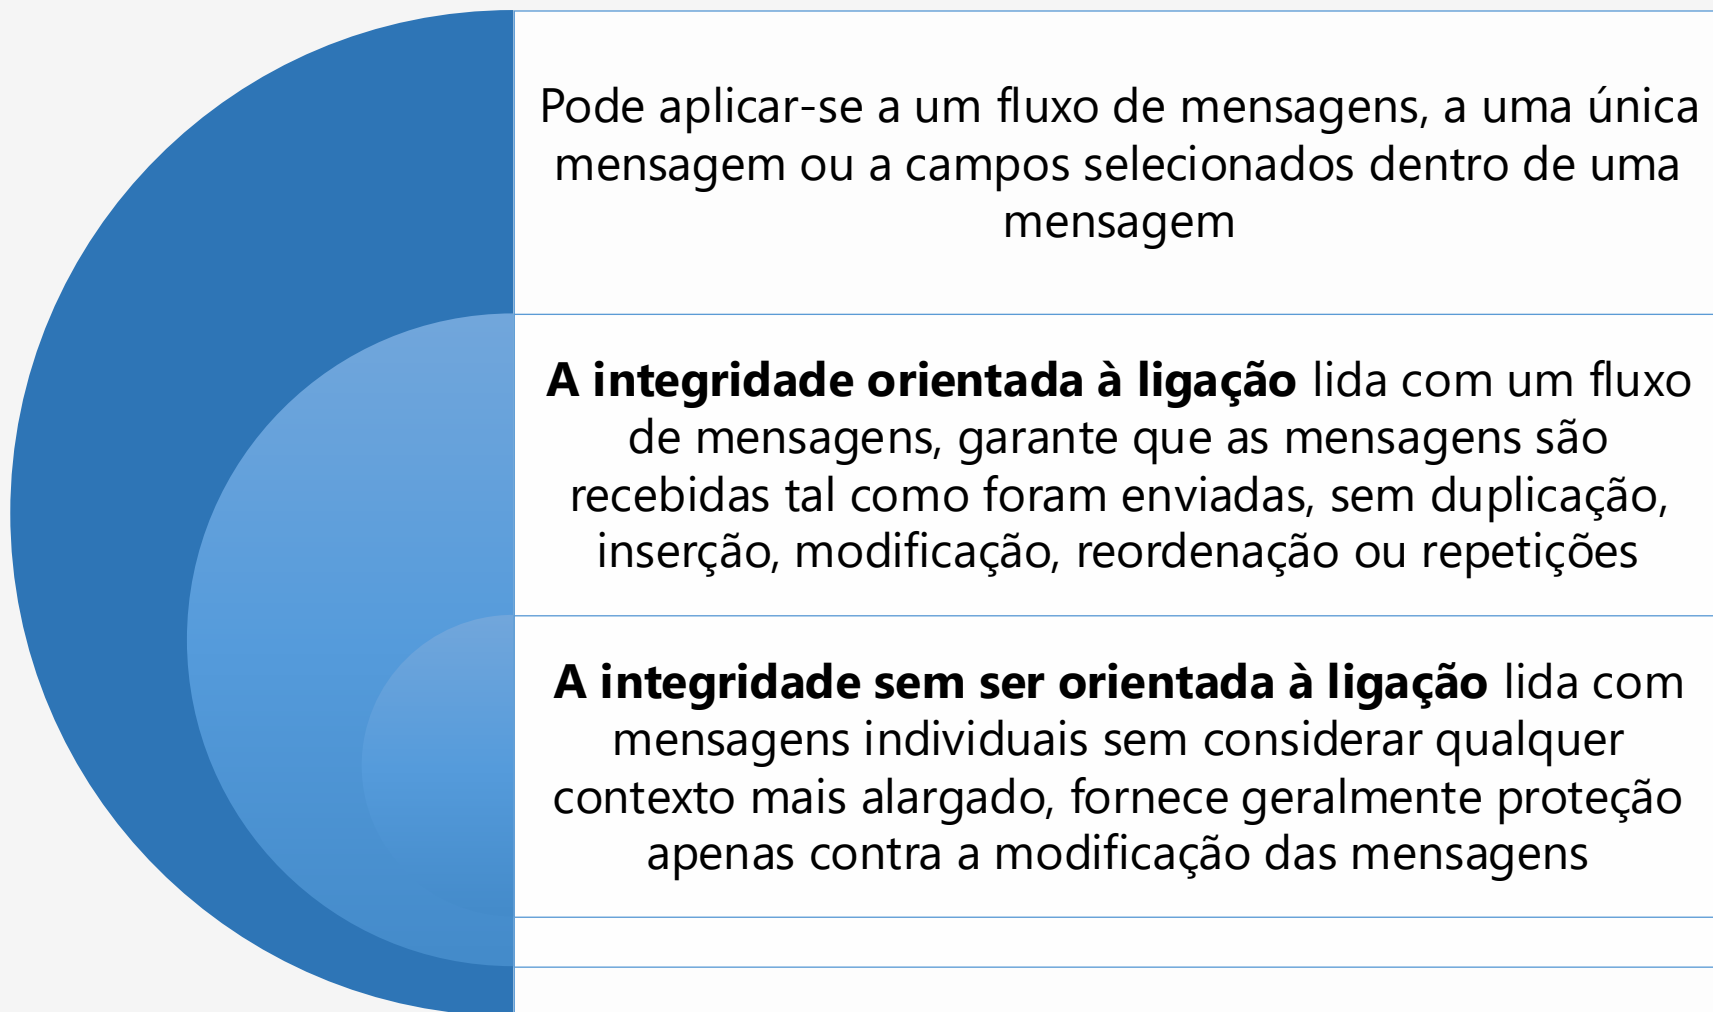 Pode aplicar-se a um fluxo de mensagens, a uma única
mensagem ou a campos selecionados dentro de uma
mensagem
A integridade orientada à ligação lida com um fluxo
de mensagens, garante que as mensagens são
recebidas tal como foram enviadas, sem duplicação,
inserção, modificação, reordenação ou repetições
A integridade sem ser orientada à ligação lida com
mensagens individuais sem considerar qualquer
contexto mais alargado, fornece geralmente proteção
apenas contra a modificação das mensagens